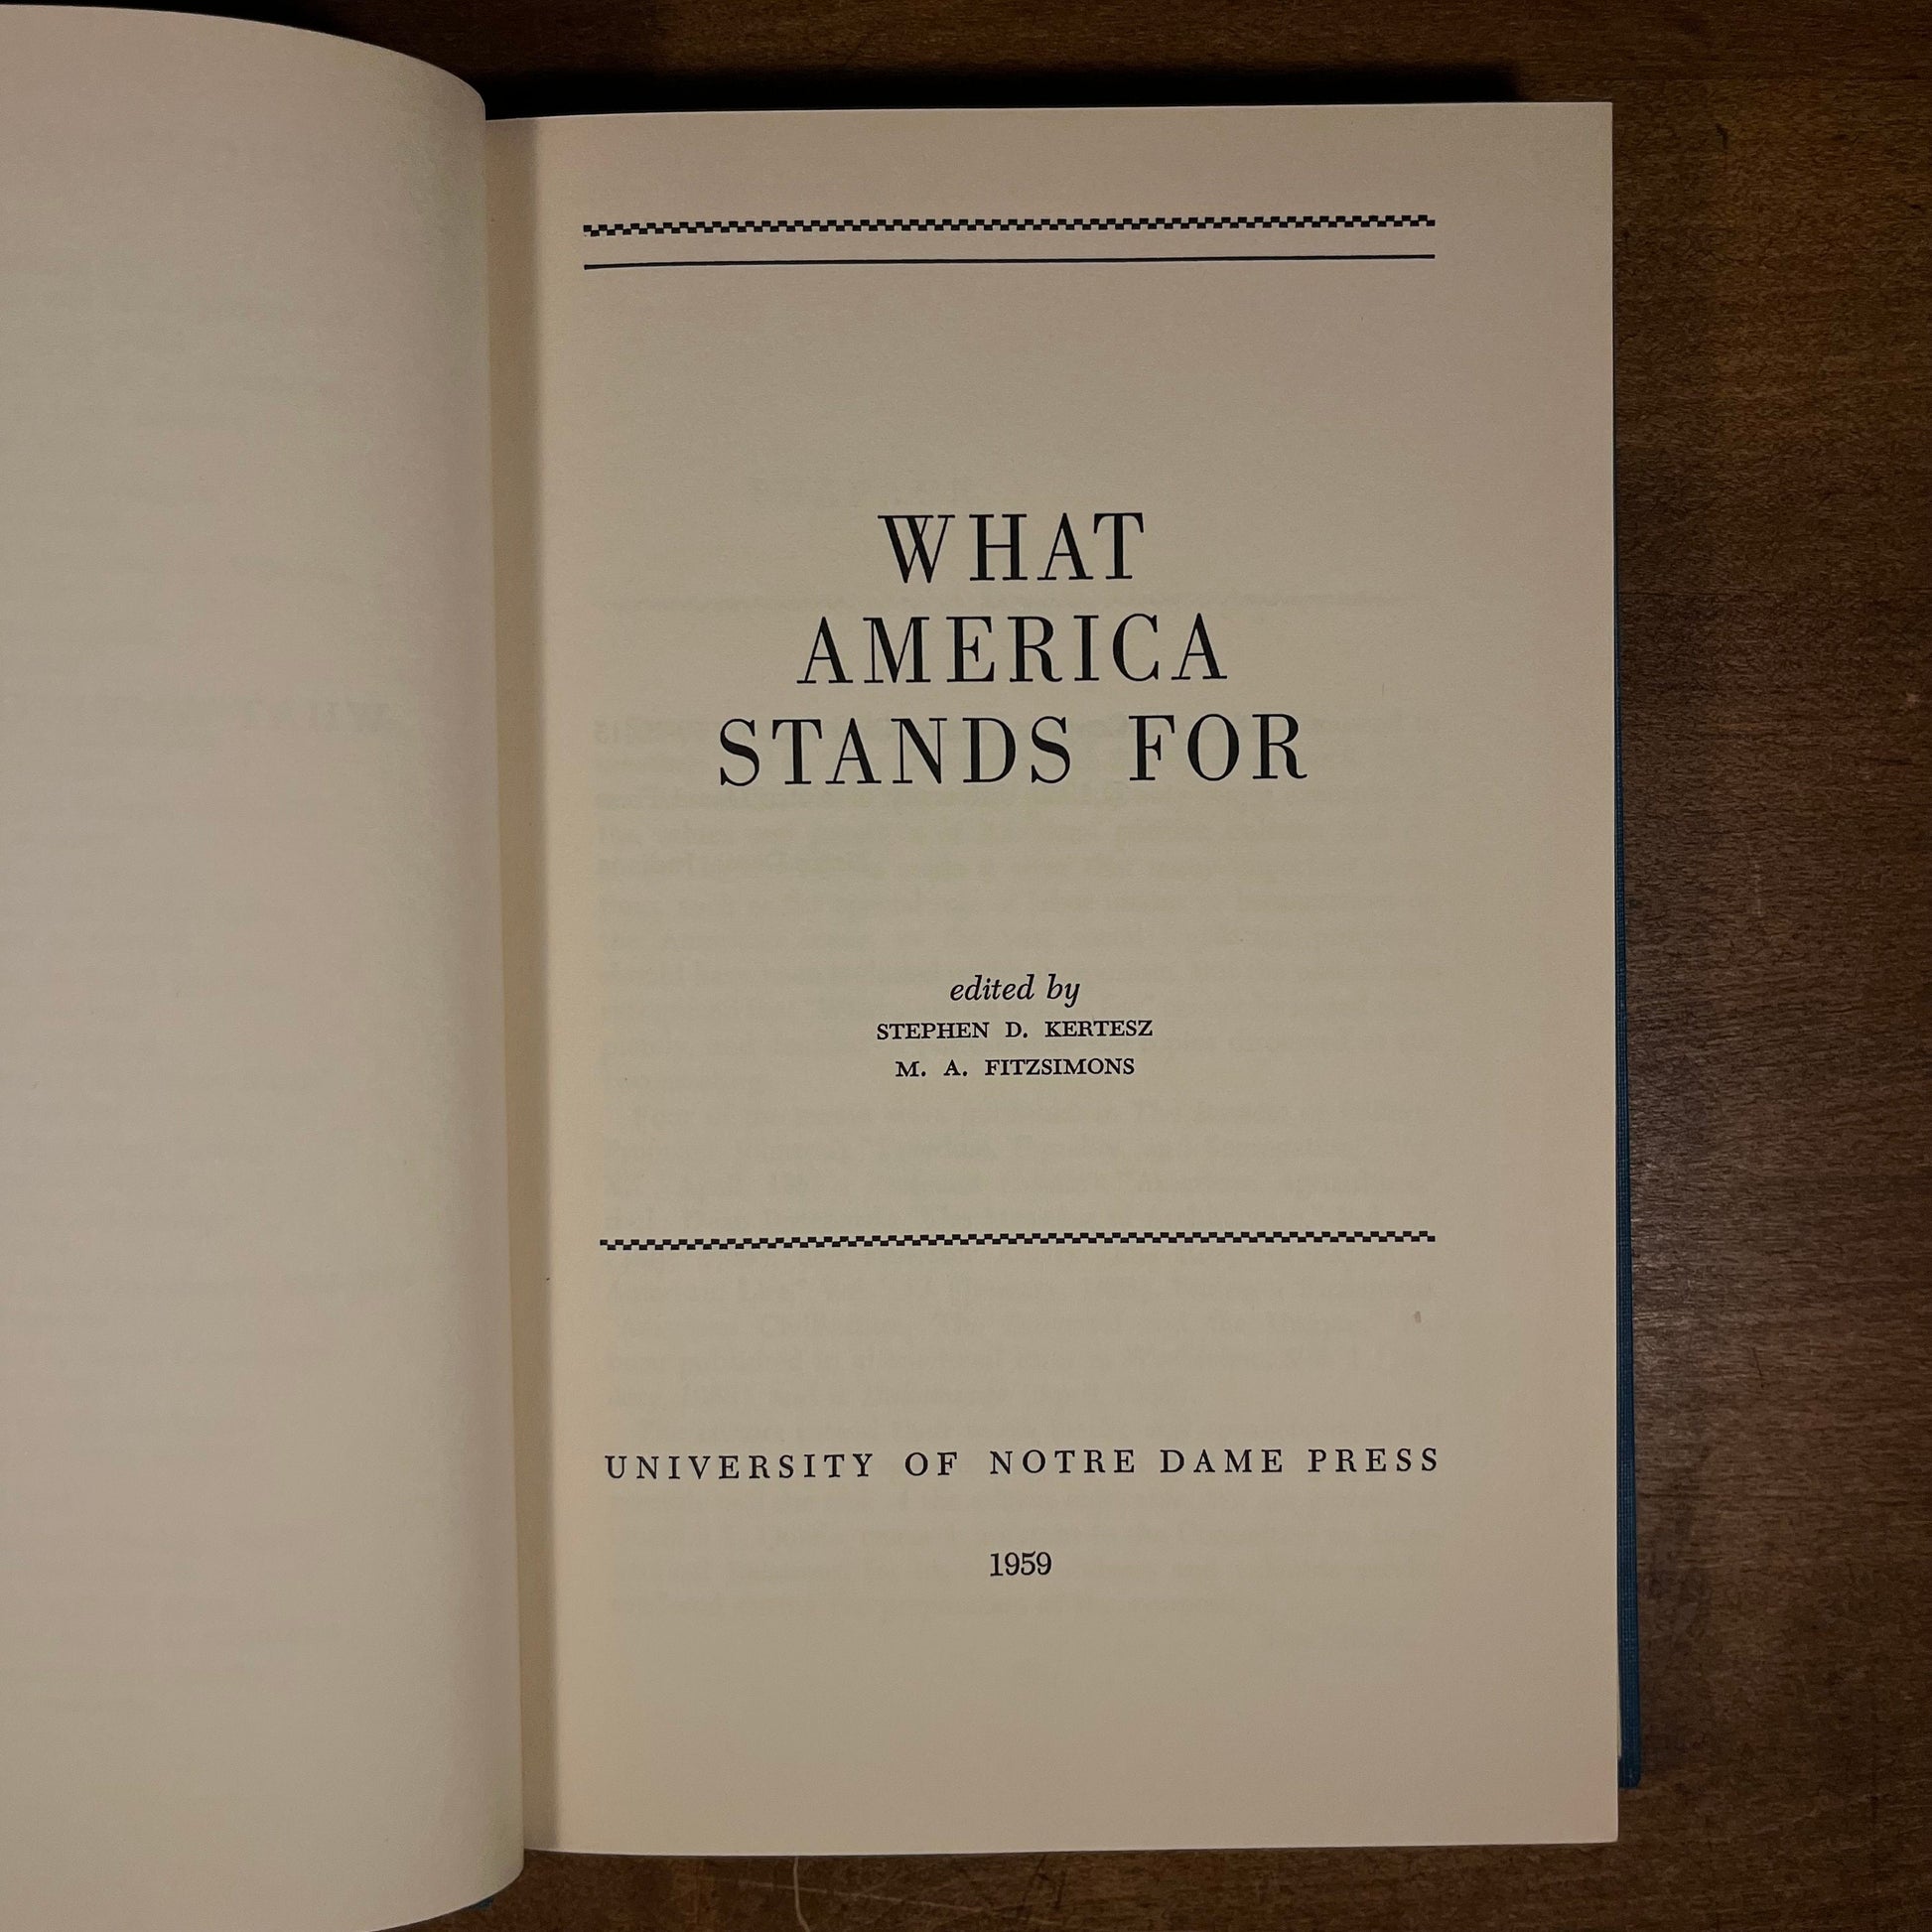 WHAT
AMERICA
STANDS FOR
edited by
STEPHEN D. KERTESZ
M. A. FITZSIMONS
UNIVERSITY OF NOTRE DAME PRESS
1959